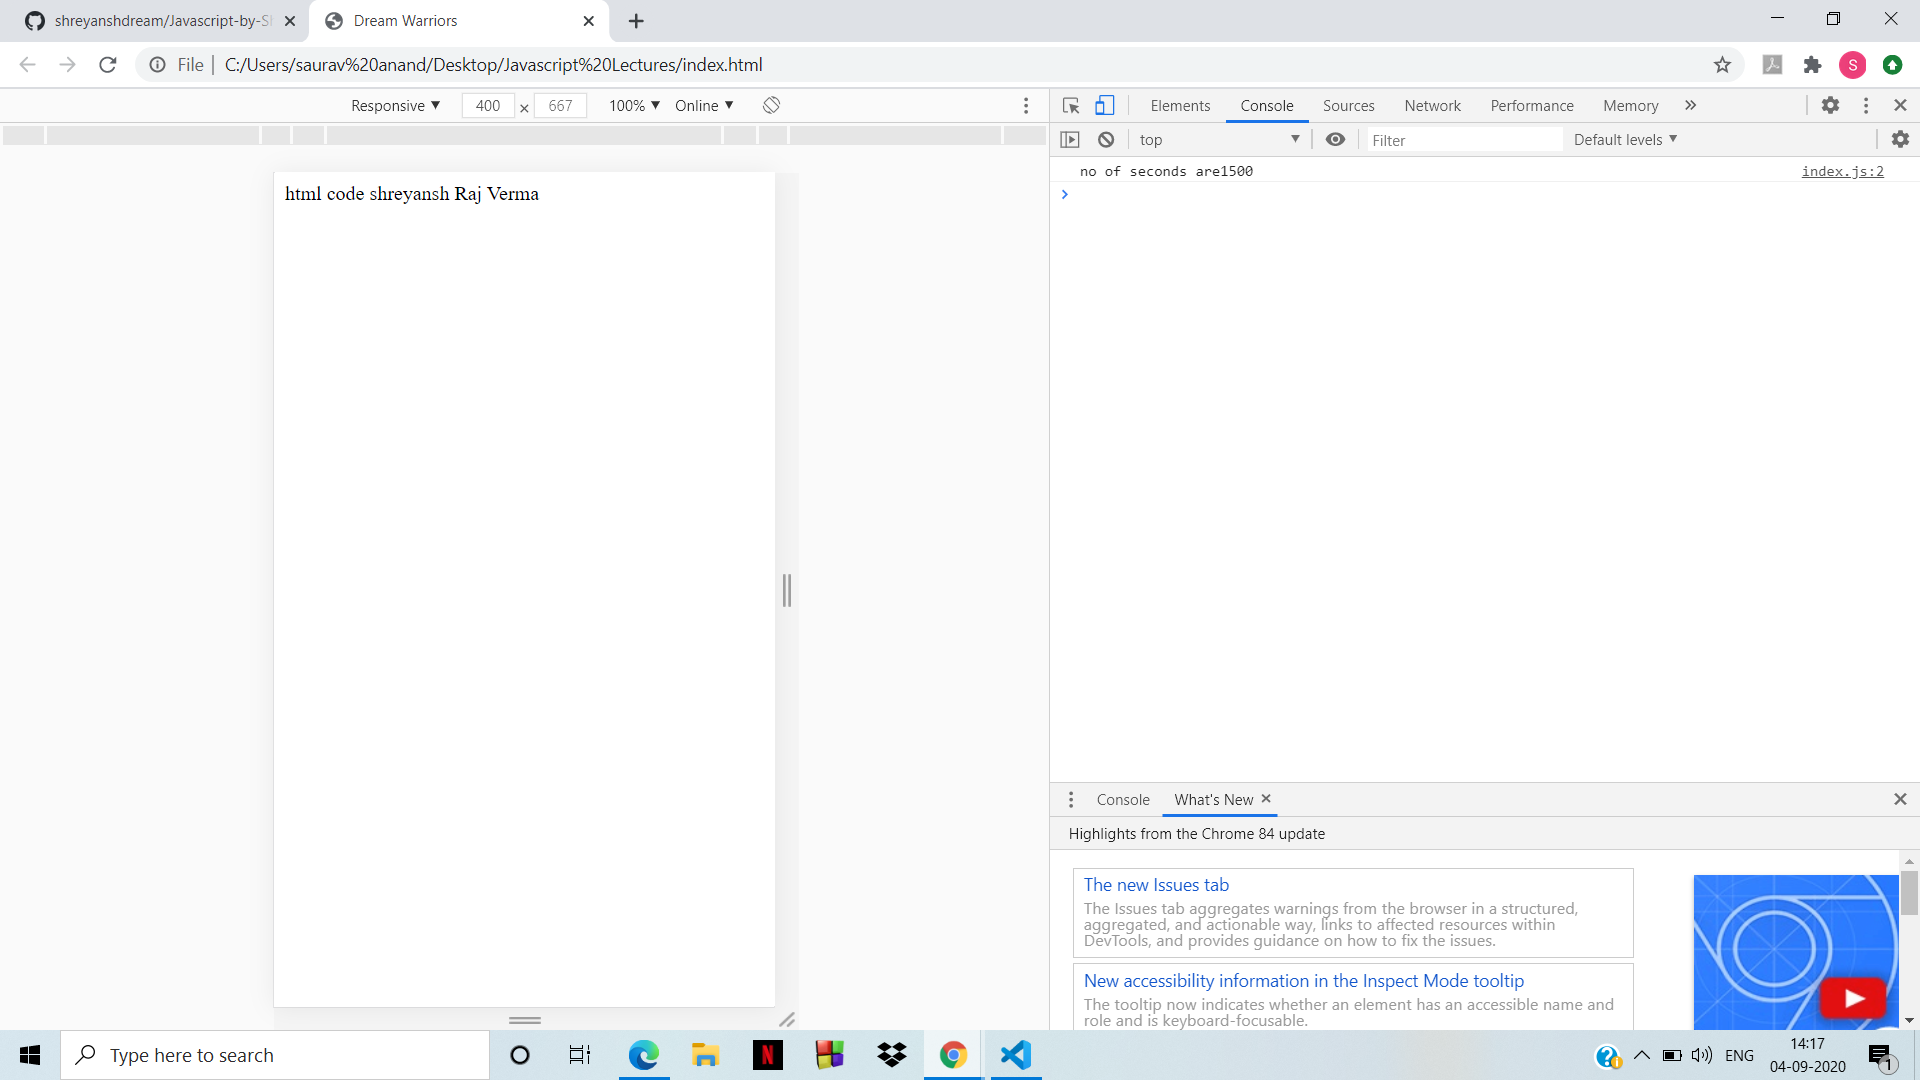 shreyanshdream/Javascript-by-Sh
Dream Warriors
File
C:/Users/saurav%20anand/Desktop/Javascript%20Lectures/index.html
S
Responsive ▼ 400 × 667 100% ▼ Online ▼
Elements Console Sources Network Performance Memory »
top ▼ Filter Default levels ▼
html code shreyansh Raj Verma
no of seconds are1500 index.js:2
Console What's New
Highlights from the Chrome 84 update
The new Issues tab
The Issues tab aggregates warnings from the browser in a structured,
aggregated, and actionable way, links to affected resources within
DevTools, and provides guidance on how to fix the issues.
New accessibility information in the Inspect Mode tooltip
The tooltip now indicates whether an element has an accessible name and
role and is keyboard-focusable.
Type here to search
N
ENG
14:17
04-09-2020
1